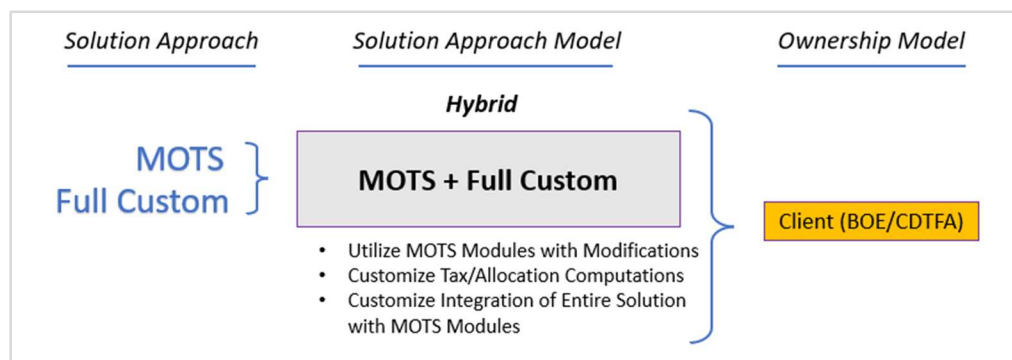 Solution Approach
Solution Approach Model
Ownership Model
Hybrid
MOTS
Full Custom
MOTS + Full Custom
• Utilize MOTS Modules with Modifications
• Customize Tax/Allocation Computations
• Customize Integration of Entire Solution
with MOTS Modules
Client (BOE/CDTFA)